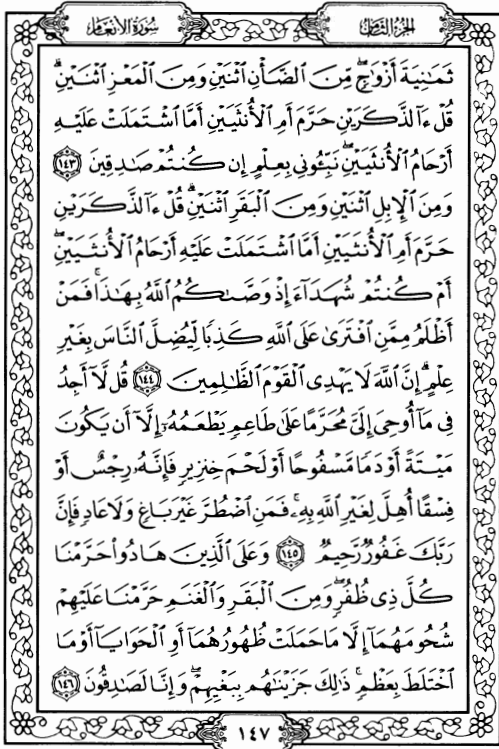 سورة الأنعام
الجزء الثامن
ثَمَٰنِيَةَ أَزْوَٰجٍ ۖ مِّنَ ٱلضَّأْنِ ٱثْنَيْنِ وَمِنَ ٱلْمَعْزِ ٱثْنَيْنِ ۗ
قُلْ ءَآلذَّكَرَيْنِ حَرَّمَ أَمِ ٱلْأُنثَيَيْنِ أَمَّا ٱشْتَمَلَتْ عَلَيْهِ
أَرْحَامُ ٱلْأُنثَيَيْنِ ۖ نَبِّـُٔونِى بِعِلْمٍ إِن كُنتُمْ صَٰدِقِينَ ١٤٣
وَمِنَ ٱلْإِبِلِ ٱثْنَيْنِ وَمِنَ ٱلْبَقَرِ ٱثْنَيْنِ ۗ قُلْ ءَآلذَّكَرَيْنِ
حَرَّمَ أَمِ ٱلْأُنثَيَيْنِ أَمَّا ٱشْتَمَلَتْ عَلَيْهِ أَرْحَامُ ٱلْأُنثَيَيْنِ ۖ
أَمْ كُنتُمْ شُهَدَآءَ إِذْ وَصَّىٰكُمُ ٱللَّهُ بِهَٰذَا ۚ فَمَنْ
أَظْلَمُ مِمَّنِ ٱفْتَرَىٰ عَلَى ٱللَّهِ كَذِبًا لِّيُضِلَّ ٱلنَّاسَ بِغَيْرِ
عِلْمٍ ۗ إِنَّ ٱللَّهَ لَا يَهْدِى ٱلْقَوْمَ ٱلظَّٰلِمِينَ ١٤٤ قُل لَّآ أَجِدُ
فِى مَآ أُوحِىَ إِلَىَّ مُحَرَّمًا عَلَىٰ طَاعِمٍ يَطْعَمُهُۥٓ إِلَّآ أَن يَكُونَ
مَيْتَةً أَوْ دَمًا مَّسْفُوحًا أَوْ لَحْمَ خِنزِيرٍ فَإِنَّهُۥ رِجْسٌ أَوْ
فِسْقًا أُهِلَّ لِغَيْرِ ٱللَّهِ بِهِۦ ۚ فَمَنِ ٱضْطُرَّ غَيْرَ بَاغٍ وَلَا عَادٍ فَإِنَّ
رَبَّكَ غَفُورٌ رَّحِيمٌ ١٤٥ وَعَلَى ٱلَّذِينَ هَادُوا۟ حَرَّمْنَا
كُلَّ ذِى ظُفُرٍ ۖ وَمِنَ ٱلْبَقَرِ وَٱلْغَنَمِ حَرَّمْنَا عَلَيْهِمْ
شُحُومَهُمَآ إِلَّا مَا حَمَلَتْ ظُهُورُهُمَآ أَوِ ٱلْحَوَايَآ أَوْ مَا
ٱخْتَلَطَ بِعَظْمٍ ۚ ذَٰلِكَ جَزَيْنَٰهُم بِبَغْيِهِمْ ۖ وَإِنَّا لَصَٰدِقُونَ ١٤٦
١٤٧